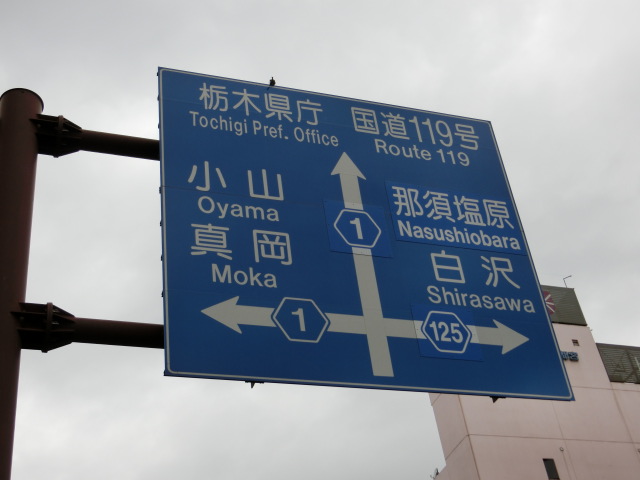 栃木県庁 国道119号
Tochigi Pref. Office Route 119
小山
Oyama
真岡
Moka
那須塩原
Nasushiobara
白沢
Shirasawa
1
1
125